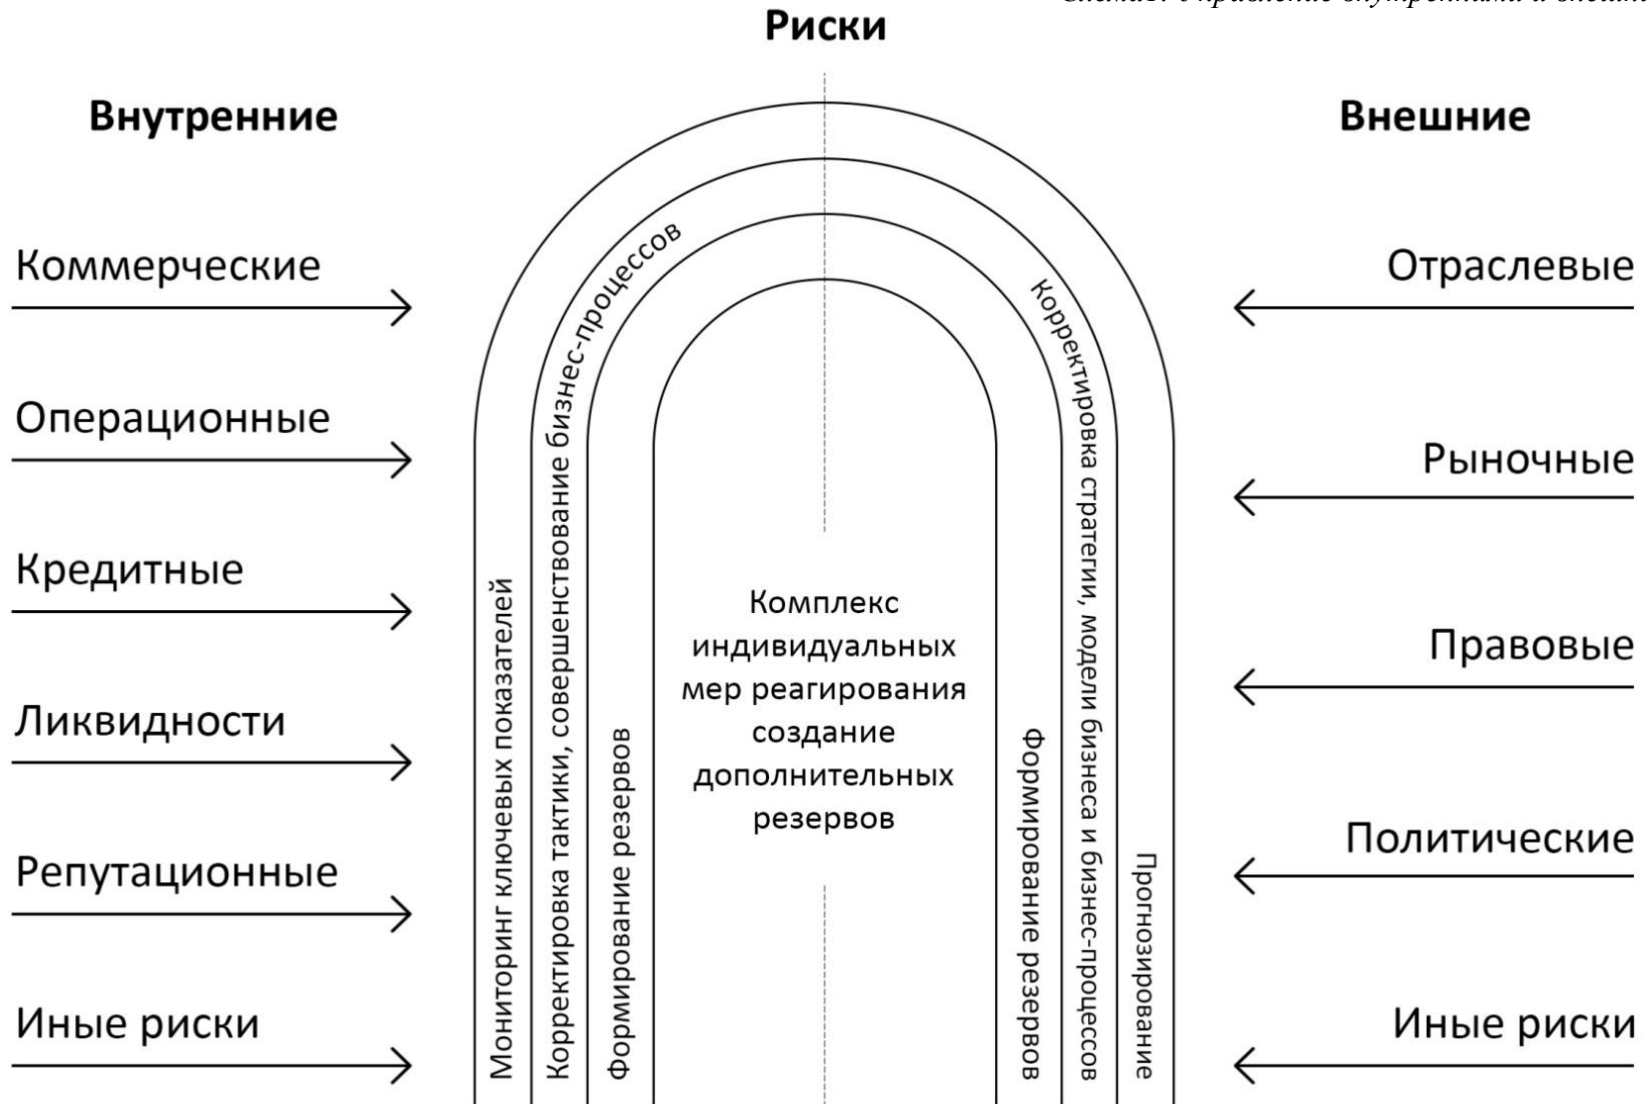 Риски
Внутренние
Внешние
Коммерческие
Операционные
Кредитные
Ликвидности
Репутационные
Иные риски
Мониторинг ключевых показателей
Корректировка тактики, совершенствование бизнес-процессов
Формирование резервов
Комплекс
индивидуальных
мер реагирования
создание
дополнительных
резервов
Формирование резервов
Корректировка стратегии, модели бизнеса и бизнес-процессов
Прогнозирование
Отраслевые
Рыночные
Правовые
Политические
Иные риски